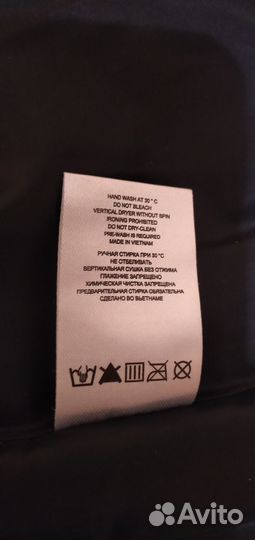 HAND WASH AT 30 ° C
DO NOT BLEACH
VERTICAL DRYER WITHOUT SPIN
IRONING PROHIBITED
DO NOT DRY-CLEAN
PRE-WASH IS REQUIRED
MADE IN VIETNAM
РУЧНАЯ СТИРКА ПРИ 30 °C
НЕ ОТБЕЛИВАТЬ
ВЕРТИКАЛЬНАЯ СУШКА БЕЗ ОТЖИМА
ГЛАЖЕНИЕ ЗАПРЕЩЕНО
ХИМИЧЕСКАЯ ЧИСТКА ЗАПРЕЩЕНА
ПРЕДВАРИТЕЛЬНАЯ СТИРКА ОБЯЗАТЕЛЬНА
СДЕЛАНО ВО ВЬЕТНАМЕ
Avito